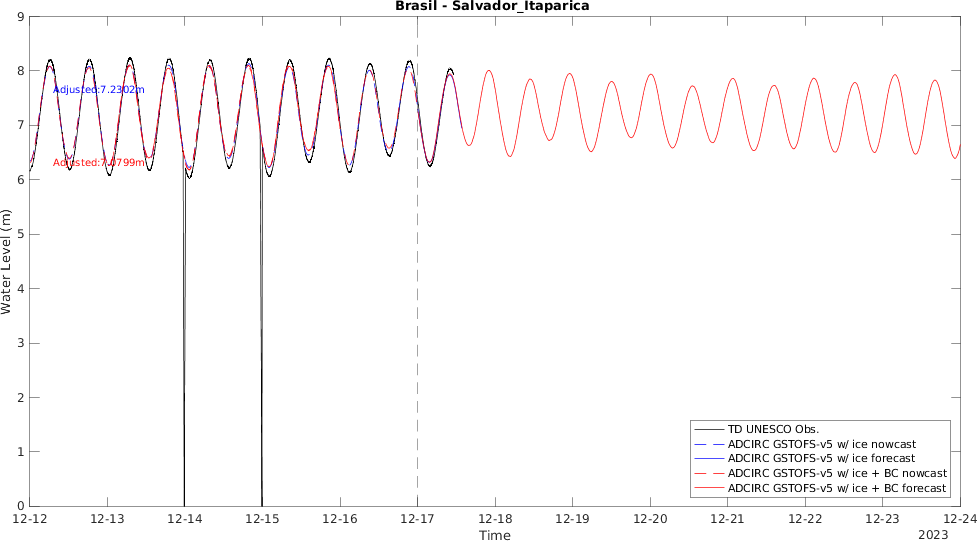 Brasil - Salvador_Itaparica
9
8
7
6
5
4
3
2
1
0
Water Level (m)
Adjusted:7.2302m
Adjusted:7.0799m
TD UNESCO Obs.
ADCIRC GSTOFS-v5 w/ ice nowcast
ADCIRC GSTOFS-v5 w/ ice forecast
ADCIRC GSTOFS-v5 w/ ice + BC nowcast
ADCIRC GSTOFS-v5 w/ ice + BC forecast
12-12 12-13 12-14 12-15 12-16 12-17 12-18 12-19 12-20 12-21 12-22 12-23 12-24
Time
2023